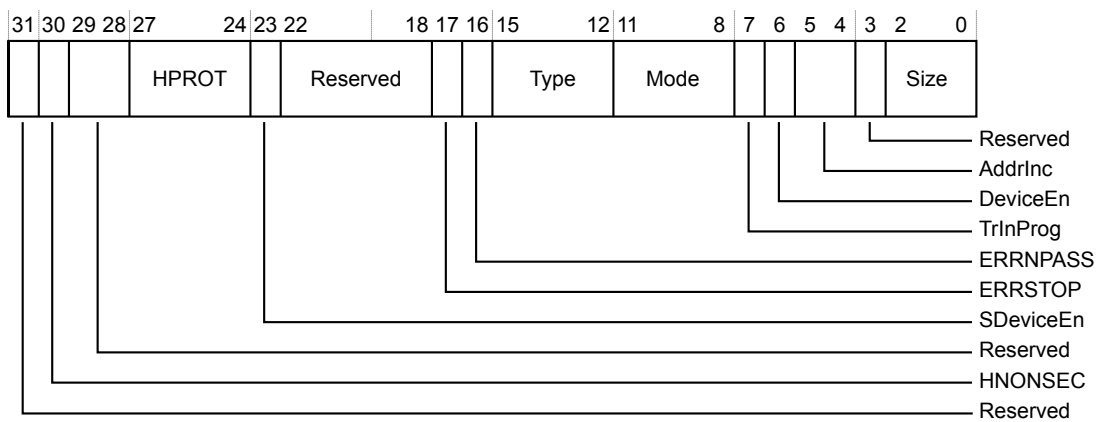 31 30 29 28 27 24 23 22 18 17 16 15 12 11 8 7 6 5 4 3 2 0
HPROT Reserved Type Mode Size
Reserved
AddrInc
DeviceEn
TrInProg
ERRNPASS
ERRSTOP
SDeviceEn
Reserved
HNONSEC
Reserved